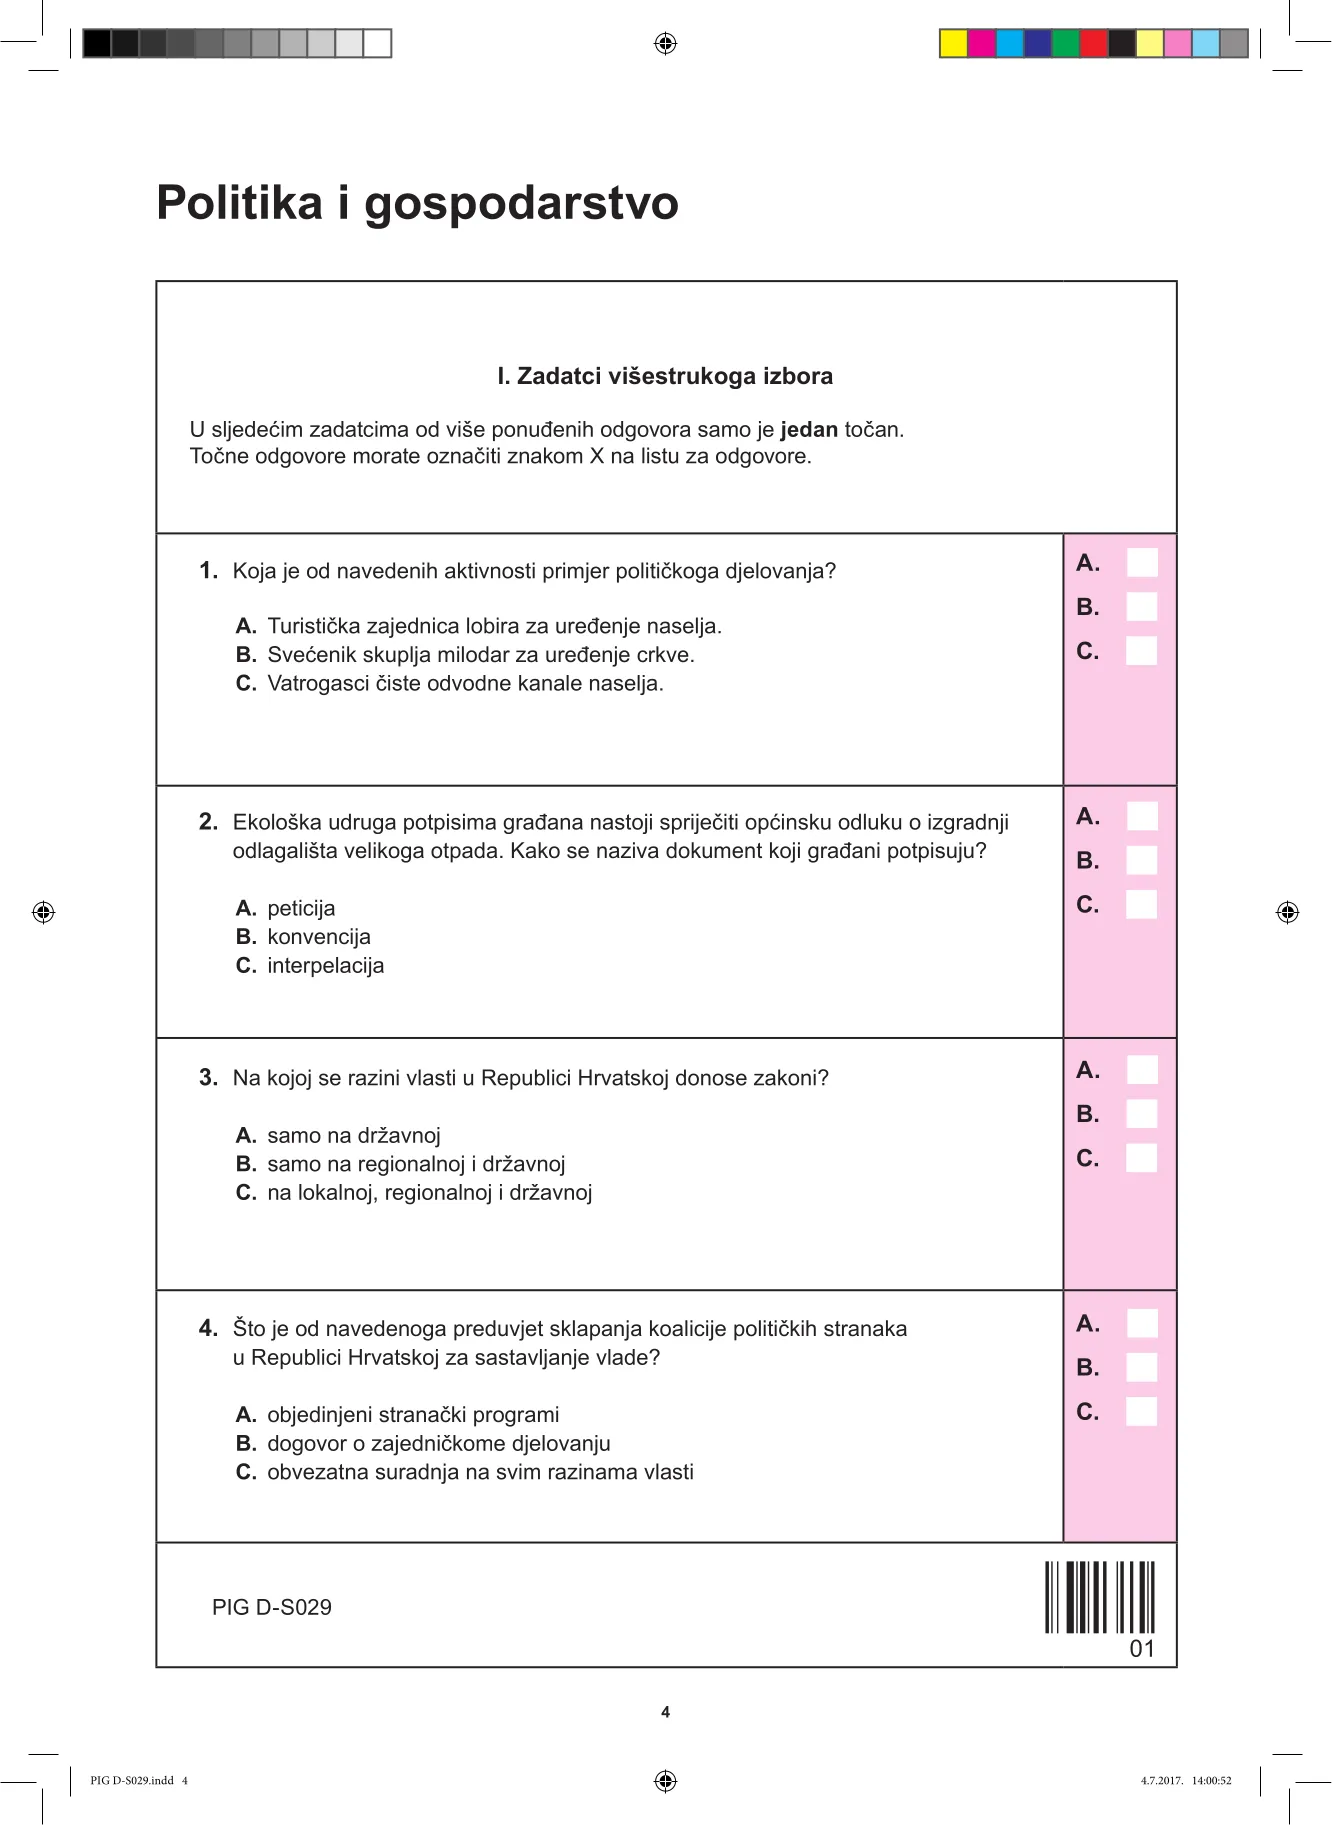 Politika i gospodarstvo
I. Zadatci višestrukoga izbora
U sljedećim zadatcima od više ponuđenih odgovora samo je jedan točan.
Točne odgovore morate označiti znakom X na listu za odgovore.
1. Koja je od navedenih aktivnosti primjer političkoga djelovanja?
A. Turistička zajednica lobira za uređenje naselja.
B. Svećenik skuplja milodar za uređenje crkve.
C. Vatrogasci čiste odvodne kanale naselja.
A.
B.
C.
2. Ekološka udruga potpisima građana nastoji spriječiti općinsku odluku o izgradnji
odlagališta velikoga otpada. Kako se naziva dokument koji građani potpisuju?
A. peticija
B. konvencija
C. interpelacija
A.
B.
C.
3. Na kojoj se razini vlasti u Republici Hrvatskoj donose zakoni?
A. samo na državnoj
B. samo na regionalnoj i državnoj
C. na lokalnoj, regionalnoj i državnoj
A.
B.
C.
4. Što je od navedenoga preduvjet sklapanja koalicije političkih stranaka
u Republici Hrvatskoj za sastavljanje vlade?
A. objedinjeni stranački programi
B. dogovor o zajedničkome djelovanju
C. obvezatna suradnja na svim razinama vlasti
A.
B.
C.
PIG D-S029
01
4
PIG D-S029.indd 4
4.7.2017. 14:00:52